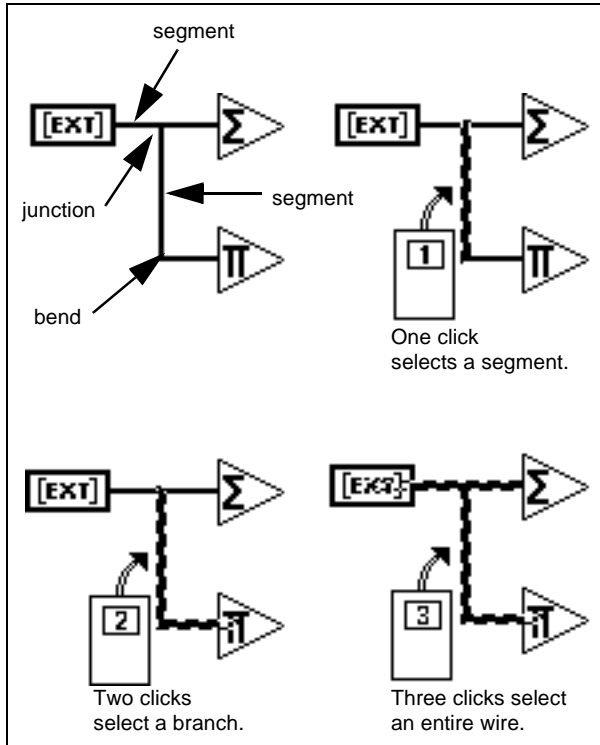 segment
[EXT] Σ
junction
segment
Π
bend
[EXT] Σ
1
Π
One click
selects a segment.
[EXT] Σ
2
Π
Two clicks
select a branch.
[EXT] Σ
3
Π
Three clicks select
an entire wire.